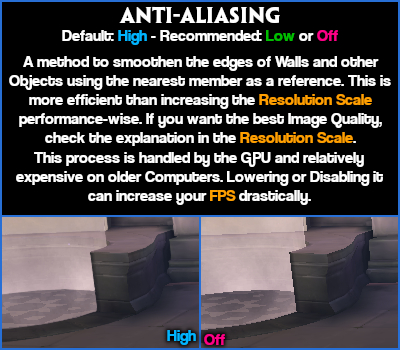 ANTI-ALIASING
Default: High - Recommended: Low or Off
A method to smoothen the edges of Walls and other
Objects using the nearest member as a reference. This is
more efficient than increasing the Resolution Scale
performance-wise. If you want the best Image Quality,
check the explanation in the Resolution Scale.
This process is handled by the GPU and relatively
expensive on older Computers. Lowering or Disabling it
can increase your FPS drastically.
High
Off